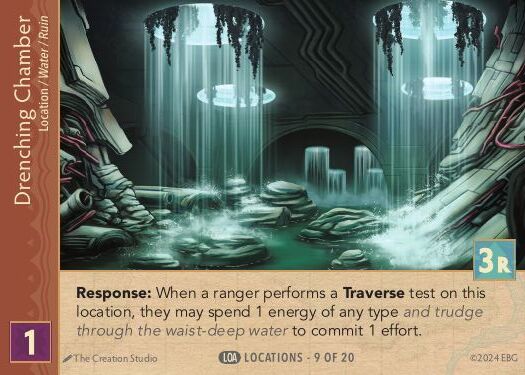 Drenching Chamber
Location / Water / Ruin
3R
Response: When a ranger performs a Traverse test on this
location, they may spend 1 energy of any type and trudge
through the waist-deep water to commit 1 effort.
1
The Creation Studio
LOA LOCATIONS - 9 OF 20
©2024 EBG